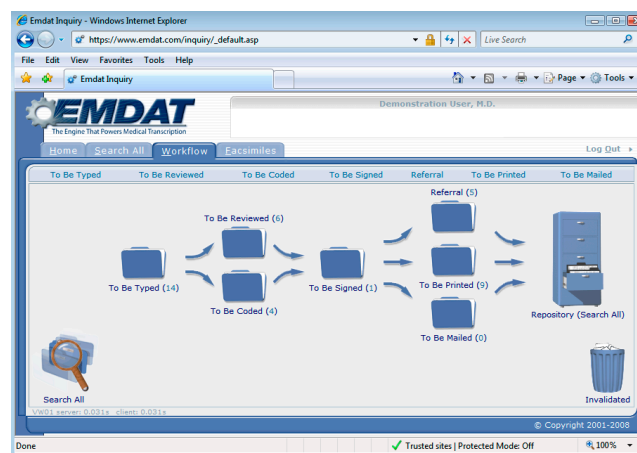 Emdat Inquiry - Windows Internet Explorer
https://www.emdat.com/inquiry/_default.asp
Live Search
File Edit View Favorites Tools Help
Emdat Inquiry
Page Tools
EMDAT
The Engine That Powers Medical Transcription
Demonstration User, M.D.
Home Search All Workflow Facsimiles
Log Out
To Be Typed To Be Reviewed To Be Coded To Be Signed Referral To Be Printed To Be Mailed
Referral (5)
To Be Reviewed (6)
To Be Typed (14)
To Be Signed (1)
To Be Printed (9)
To Be Coded (4)
Repository (Search All)
To Be Mailed (0)
Search All
Invalidated
VW01 server: 0.031s client: 0.031s
© Copyright 2001-2008
Done
Trusted sites | Protected Mode: Off
100%